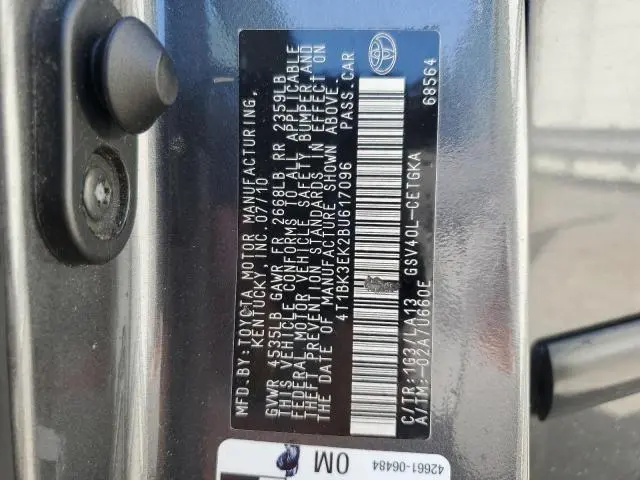 MFD.BY:TOYOTA MOTOR MANUFACTURING,
KENTUCKY, INC. 07/10
GVWR 4535LB GAWR FR 2668LB RR 2359LB
THIS VEHICLE CONFORMS TO ALL APPLICABLE
FEDERAL MOTOR VEHICLE SAFETY, BUMPER, AND
THEFT PREVENTION STANDARDS IN EFFECT ON
THE DATE OF MANUFACTURE SHOWN ABOVE.
4T1BK3EK2BU617096 PASS.CAR
C/TR:1G3/LA13 GSV40L-CETGKA
A/TM:-02A/U660E
68564
0M
42661-06484